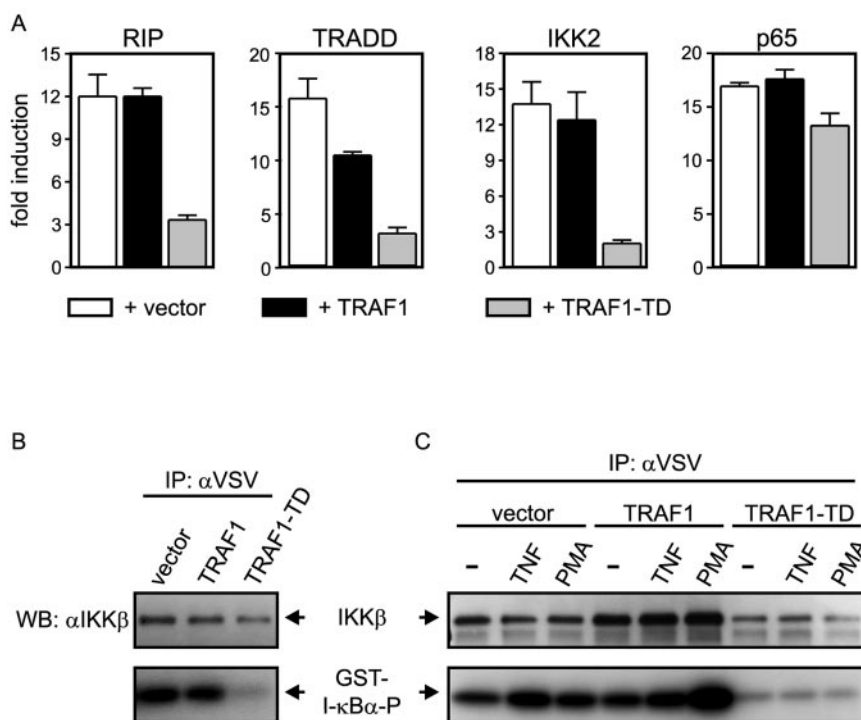 A
RIP TRADD IKK2 p65
fold induction
15 12 9 6 3 0
20 15 10 5 0
18 15 12 9 6 3 0
20 15 10 5 0
+ vector + TRAF1 + TRAF1-TD
B C
IP: αVSV IP: αVSV
vector TRAF1 TRAF1-TD
vector TRAF1 TRAF1-TD
- TNF PMA - TNF PMA - TNF PMA
WB: αIKKβ IKKβ
GST-
I-κBα-P